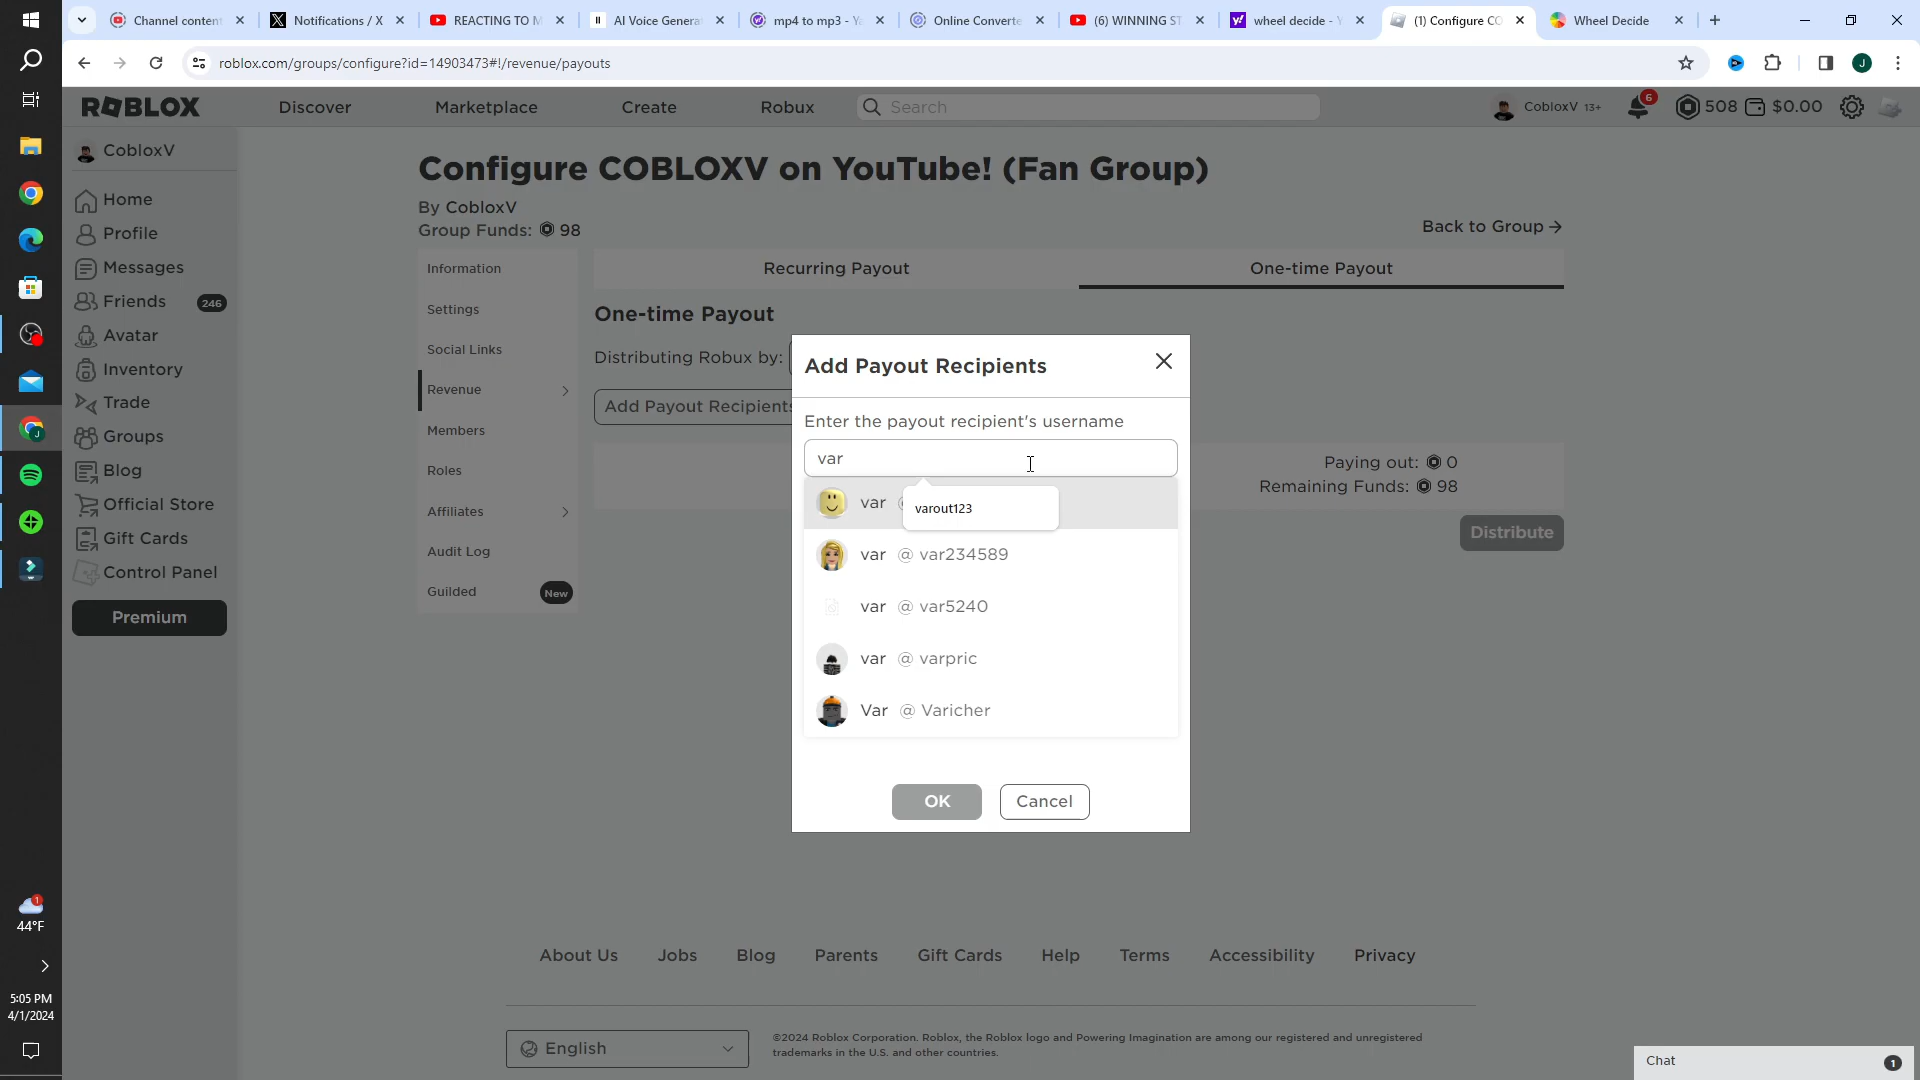 Channel conten
Notifications / X
REACTING TO M
AI Voice Genera
mp4 to mp3 - Ya
Online Converte
(6) WINNING ST
wheel decide - Y
(1) Configure CO
Wheel Decide
roblox.com/groups/configure?id=14903473#!/revenue/payouts
J
ROBLOX
Discover
Marketplace
Create
Robux
Search
CobloxV 13+
6
508
$0.00
CobloxV
Home
Profile
Messages
Friends 246
Avatar
Inventory
Trade
Groups
Blog
Official Store
Gift Cards
Control Panel
Premium
Configure COBLOXV on YouTube! (Fan Group)
By CobloxV
Group Funds: 98
Back to Group →
Information
Settings
Social Links
Revenue
Members
Roles
Affiliates
Audit Log
Guilded New
Recurring Payout
One-time Payout
One-time Payout
Distributing Robux by:
Add Payout Recipients
Paying out: 0
Remaining Funds: 98
Distribute
Add Payout Recipients
Enter the payout recipient's username
var
var
varout123
var @ var234589
var @ var5240
var @ varpric
Var @ Varicher
OK
Cancel
About Us
Jobs
Blog
Parents
Gift Cards
Help
Terms
Accessibility
Privacy
English
©2024 Roblox Corporation. Roblox, the Roblox logo and Powering Imagination are among our registered and unregistered
trademarks in the U.S. and other countries.
Chat 1
1
44°F
5:05 PM
4/1/2024